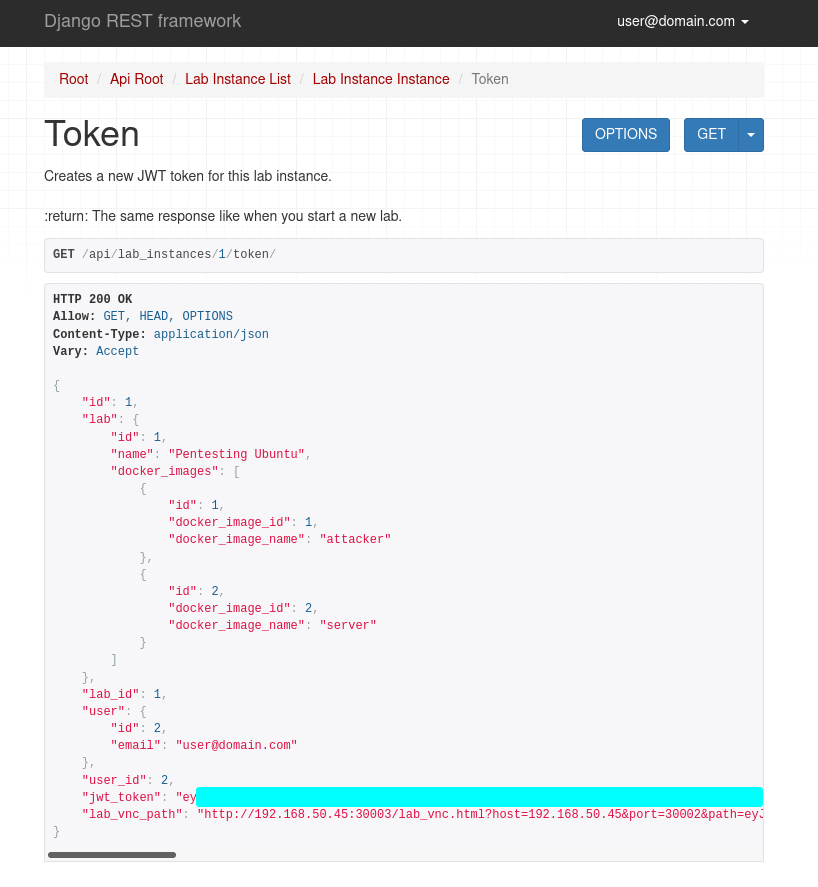 Django REST framework
user@domain.com
Root / Api Root / Lab Instance List / Lab Instance Instance / Token
Token
OPTIONS
GET
Creates a new JWT token for this lab instance.
:return: The same response like when you start a new lab.
GET /api/lab_instances/1/token/
HTTP 200 OK
Allow: GET, HEAD, OPTIONS
Content-Type: application/json
Vary: Accept
{
    "id": 1,
    "lab": {
        "id": 1,
        "name": "Pentesting Ubuntu",
        "docker_images": [
            {
                "id": 1,
                "docker_image_id": 1,
                "docker_image_name": "attacker"
            },
            {
                "id": 2,
                "docker_image_id": 2,
                "docker_image_name": "server"
            }
        ]
    },
    "lab_id": 1,
    "user": {
        "id": 2,
        "email": "user@domain.com"
    },
    "user_id": 2,
    "jwt_token": "ey
    "lab_vnc_path": "http://192.168.50.45:30003/lab_vnc.html?host=192.168.50.45&port=30002&path=eyJ
}